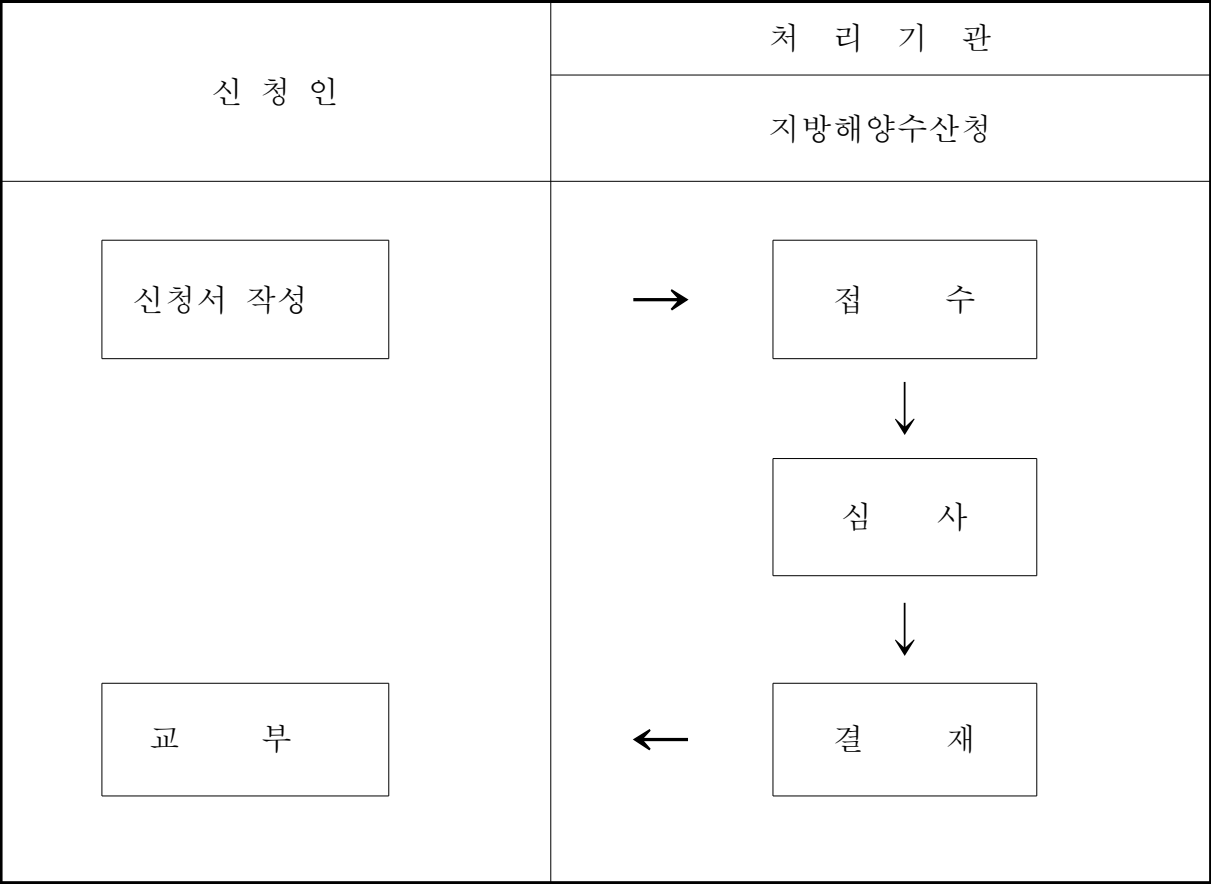 신 청 인
처 리 기 관
지방해양수산청
신청서 작성
→
접 수
↓
심 사
↓
교 부
←
결 재